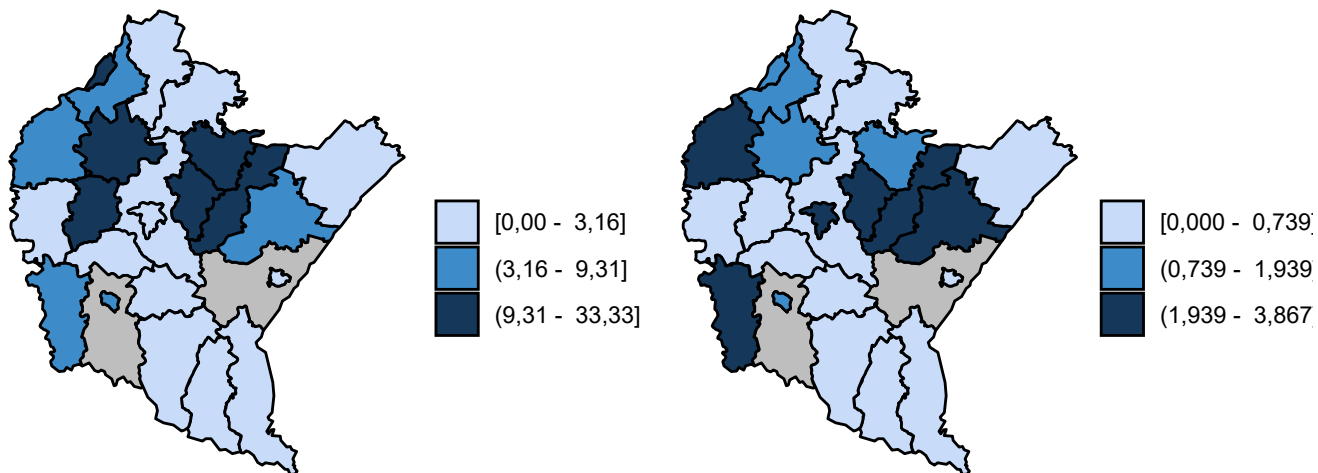 [0,00 - 3,16]
(3,16 - 9,31]
(9,31 - 33,33]
[0,000 - 0,739]
(0,739 - 1,939]
(1,939 - 3,867]